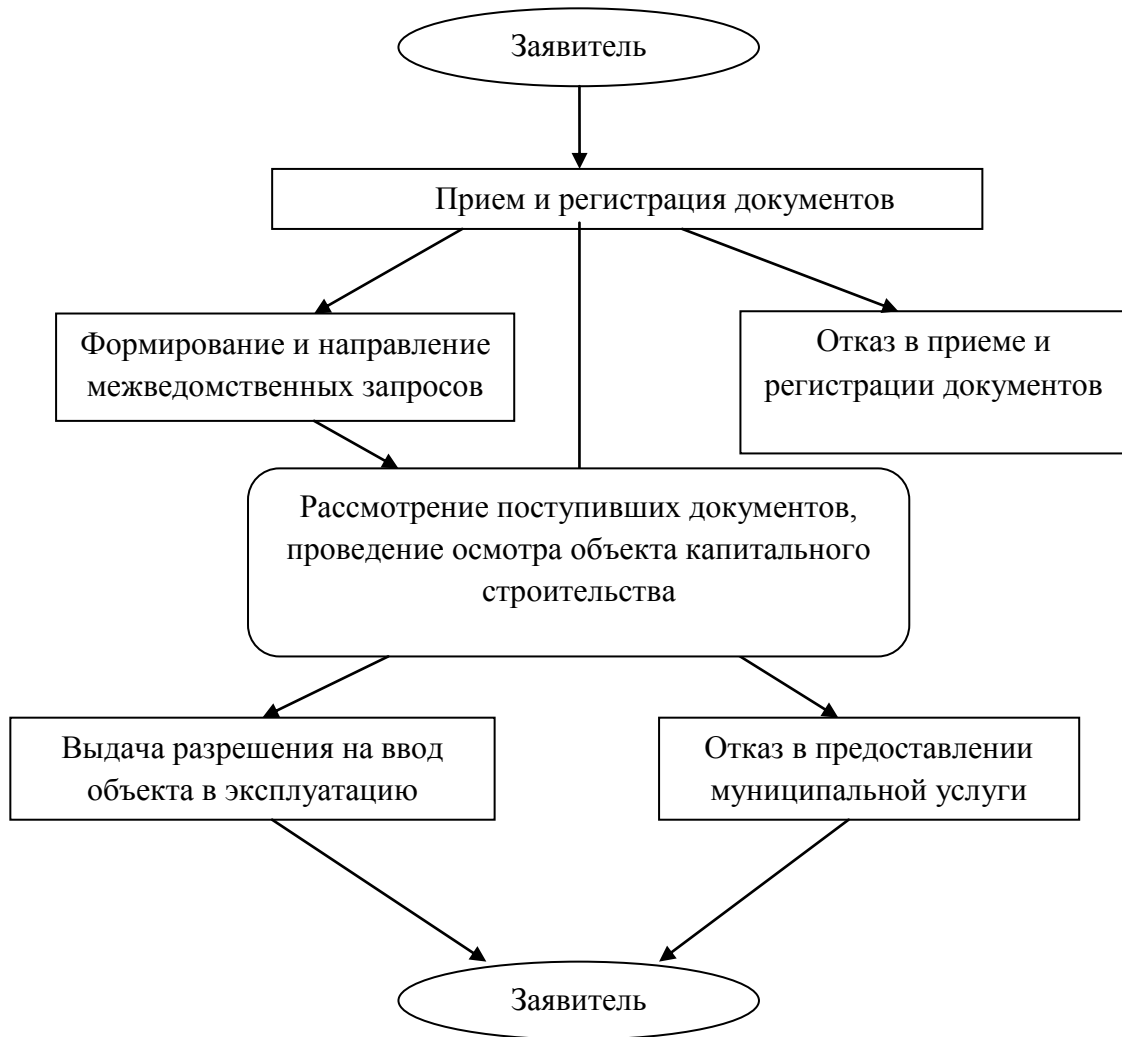 Заявитель
Прием и регистрация документов
Формирование и направление
межведомственных запросов
Отказ в приеме и
регистрации документов
Рассмотрение поступивших документов,
проведение осмотра объекта капитального
строительства
Выдача разрешения на ввод
объекта в эксплуатацию
Отказ в предоставлении
муниципальной услуги
Заявитель